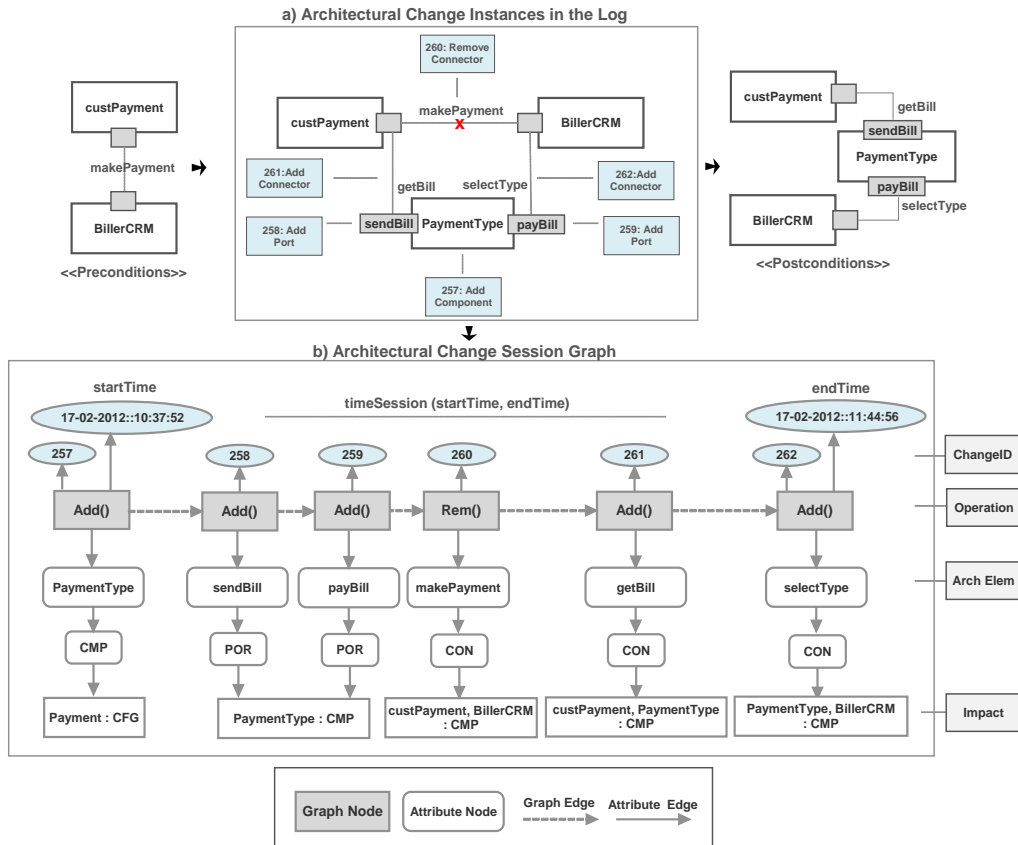 a) Architectural Change Instances in the Log
260: Remove
Connector
custPayment
makePayment
BillerCRM
<<Preconditions>>
custPayment
makePayment
X
BillerCRM
261:Add
Connector
getBill
selectType
262:Add
Connector
258: Add
Port
sendBill
PaymentType
payBill
259: Add
Port
257: Add
Component
custPayment
getBill
sendBill
PaymentType
payBill
selectType
BillerCRM
<<Postconditions>>
b) Architectural Change Session Graph
startTime
17-02-2012::10:37:52
timeSession (startTime, endTime)
endTime
17-02-2012::11:44:56
257
258
259
260
261
262
ChangeID
Add()
Add()
Add()
Rem()
Add()
Add()
Operation
PaymentType
sendBill
payBill
makePayment
getBill
selectType
Arch Elem
CMP
POR
POR
CON
CON
CON
Payment : CFG
PaymentType : CMP
custPayment, BillerCRM
: CMP
custPayment, PaymentType
: CMP
PaymentType, BillerCRM
: CMP
Impact
Graph Node
Attribute Node
Graph Edge
Attribute Edge